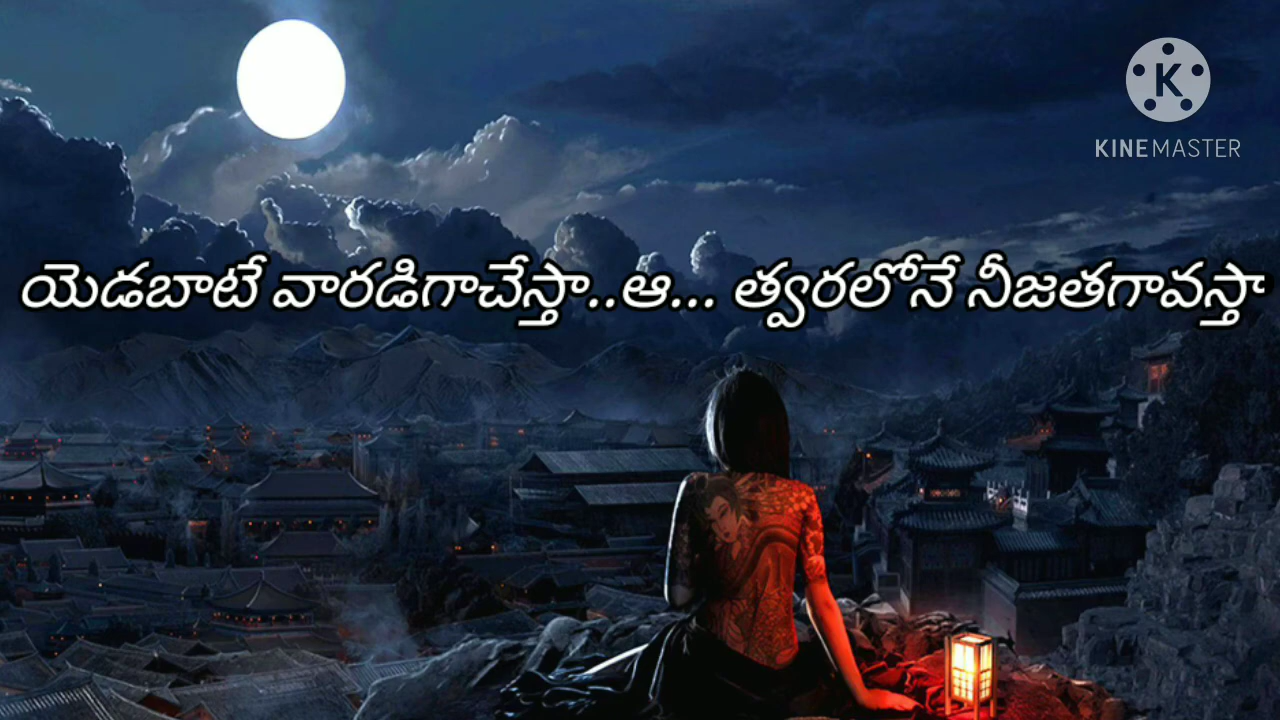 K
KINEMASTER
యెడబాటే వారడిగాచేస్తా..ఆ... త్వరలోనే నీజతగావస్తా